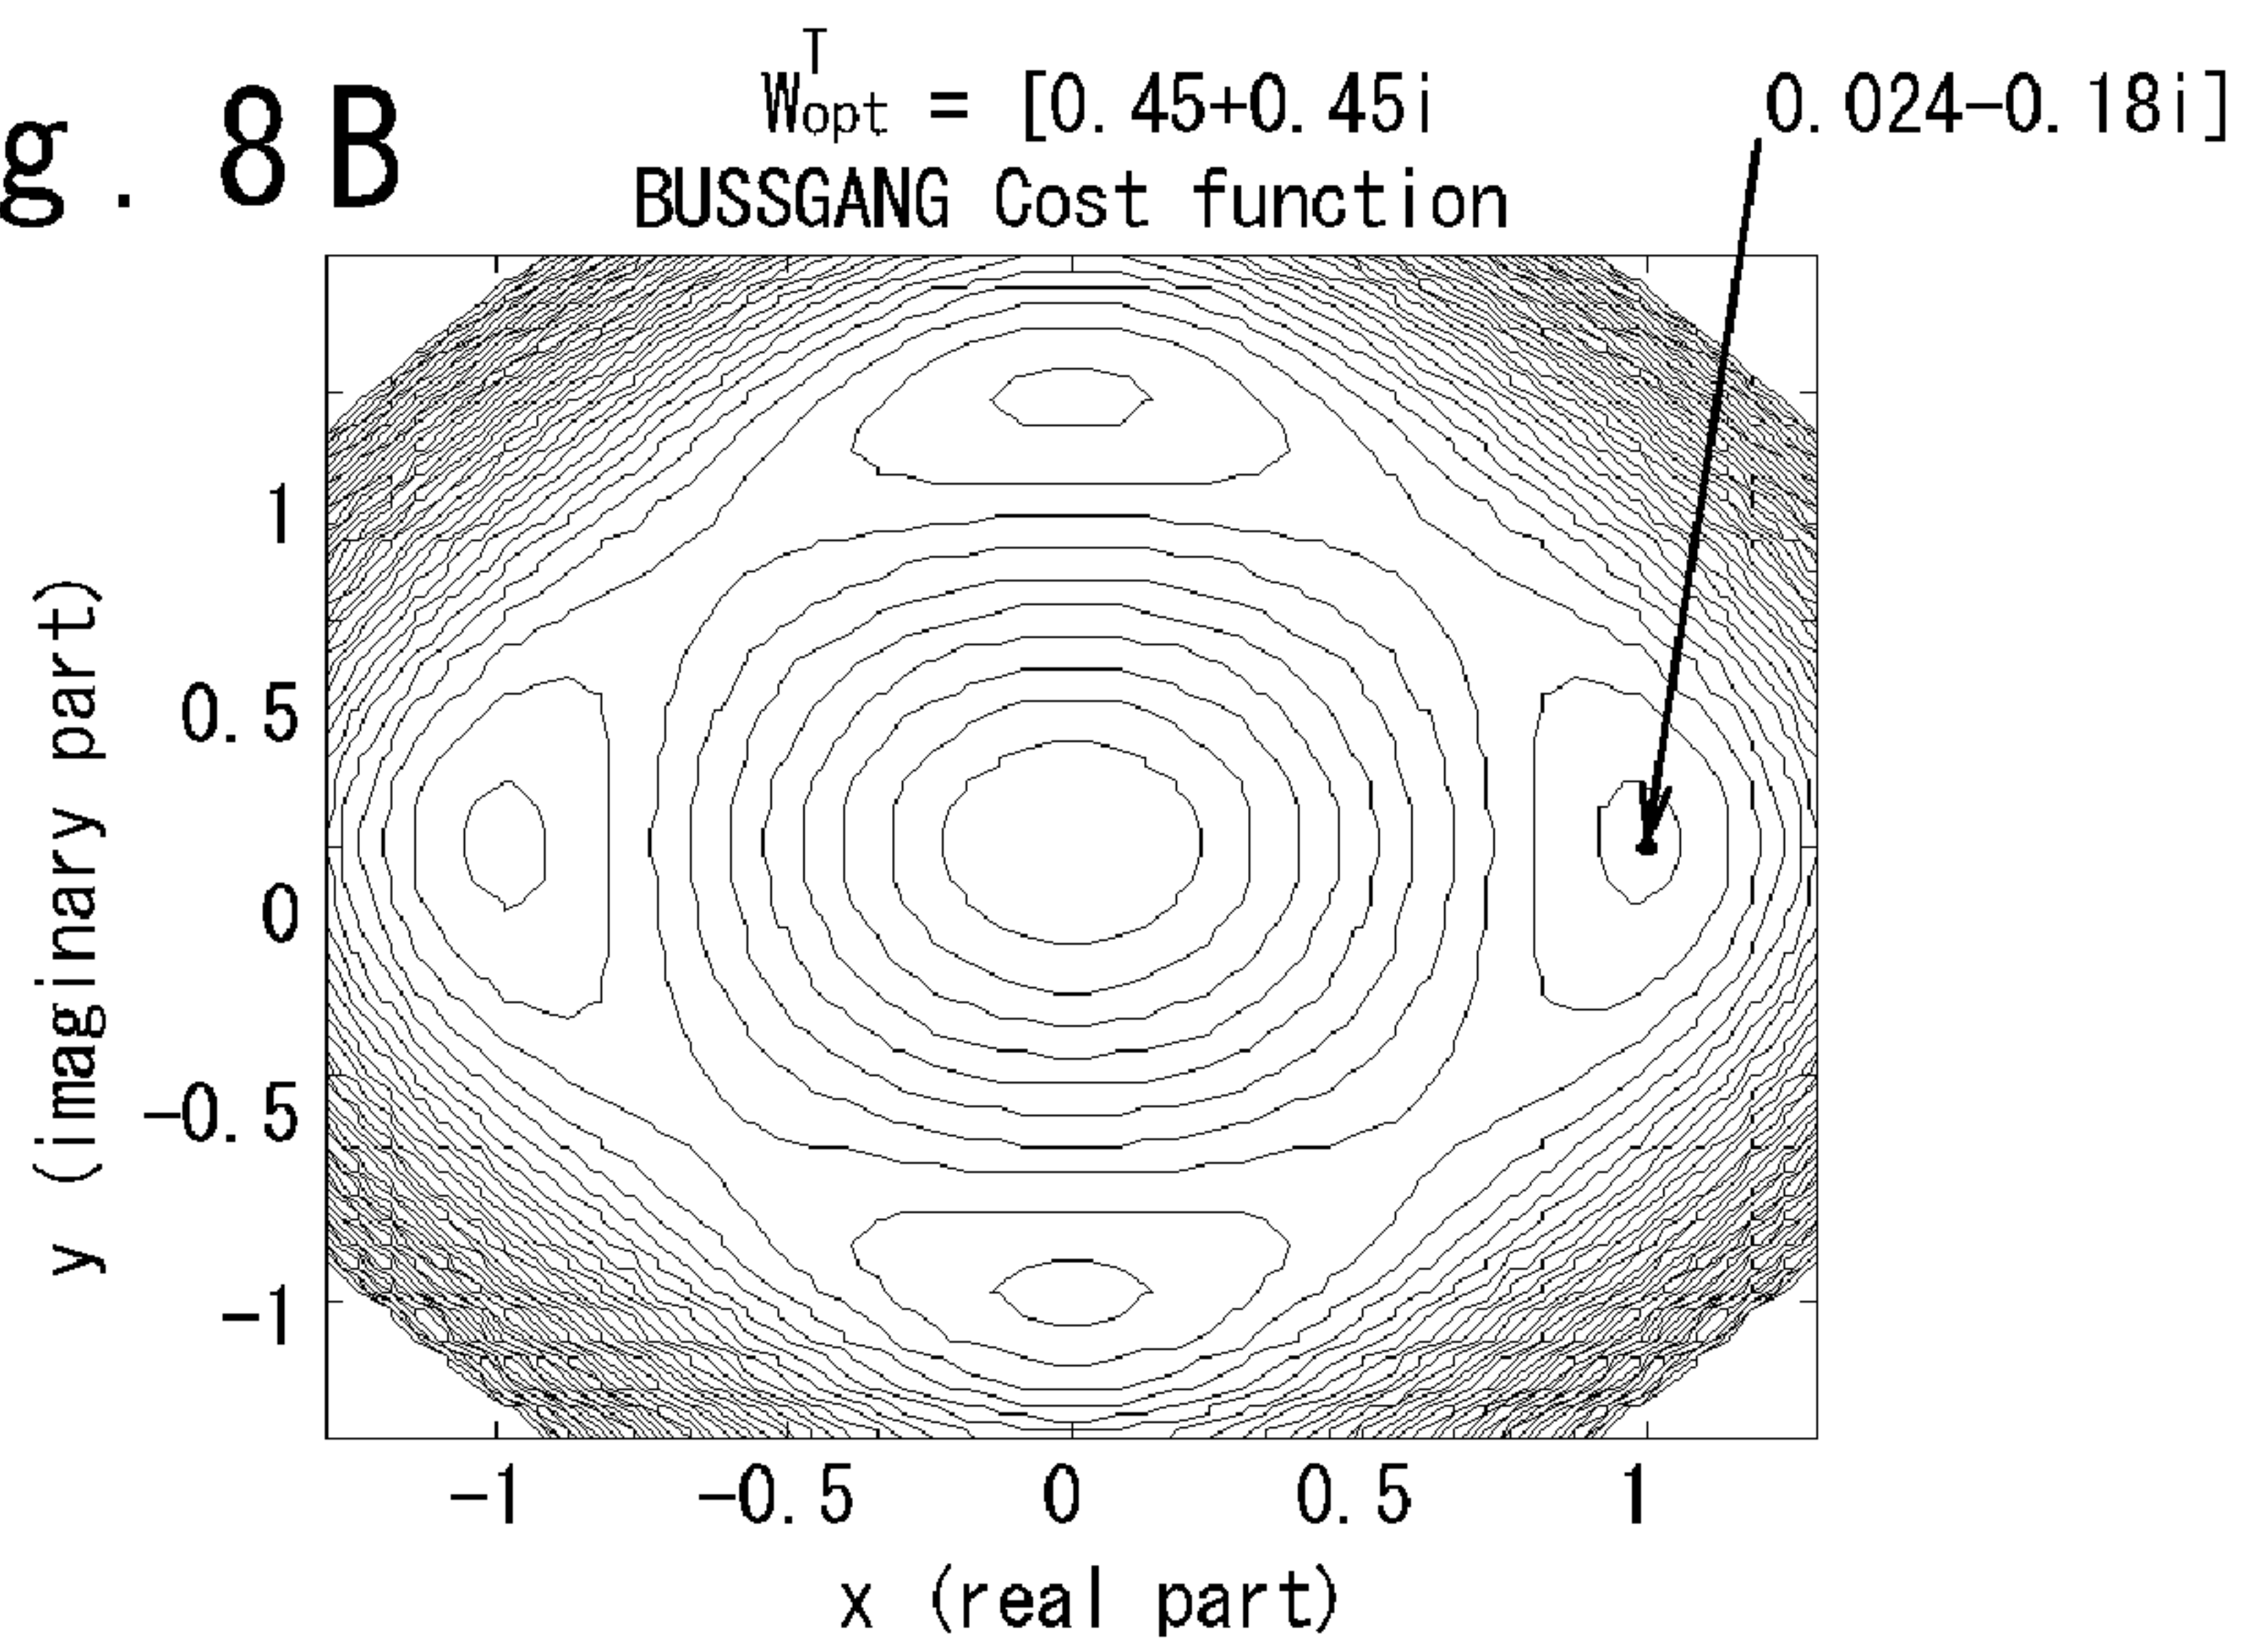 g. 8B
W^T_opt = [0.45+0.45i 0.024-0.18i]
BUSSGANG Cost function
1
0.5
0
-0.5
-1
y (imaginary part)
-1 -0.5 0 0.5 1
x (real part)